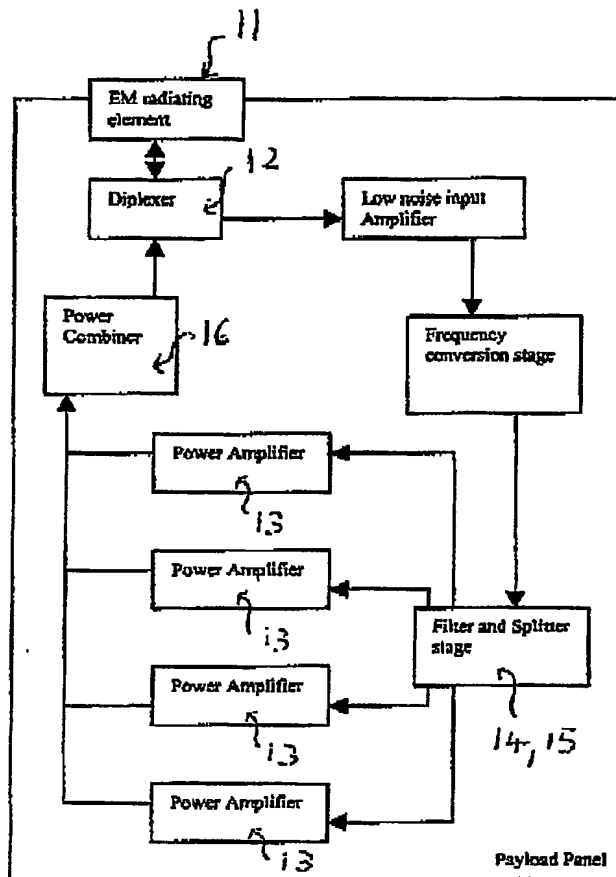 11
EM radiating
element
12
Diplexer
Low noise input
Amplifier
Power
Combiner
16
Frequency
conversion stage
Power Amplifier
13
Power Amplifier
13
Filter and Splitter
stage
Power Amplifier
13
14, 15
Power Amplifier
13
Payload Panel